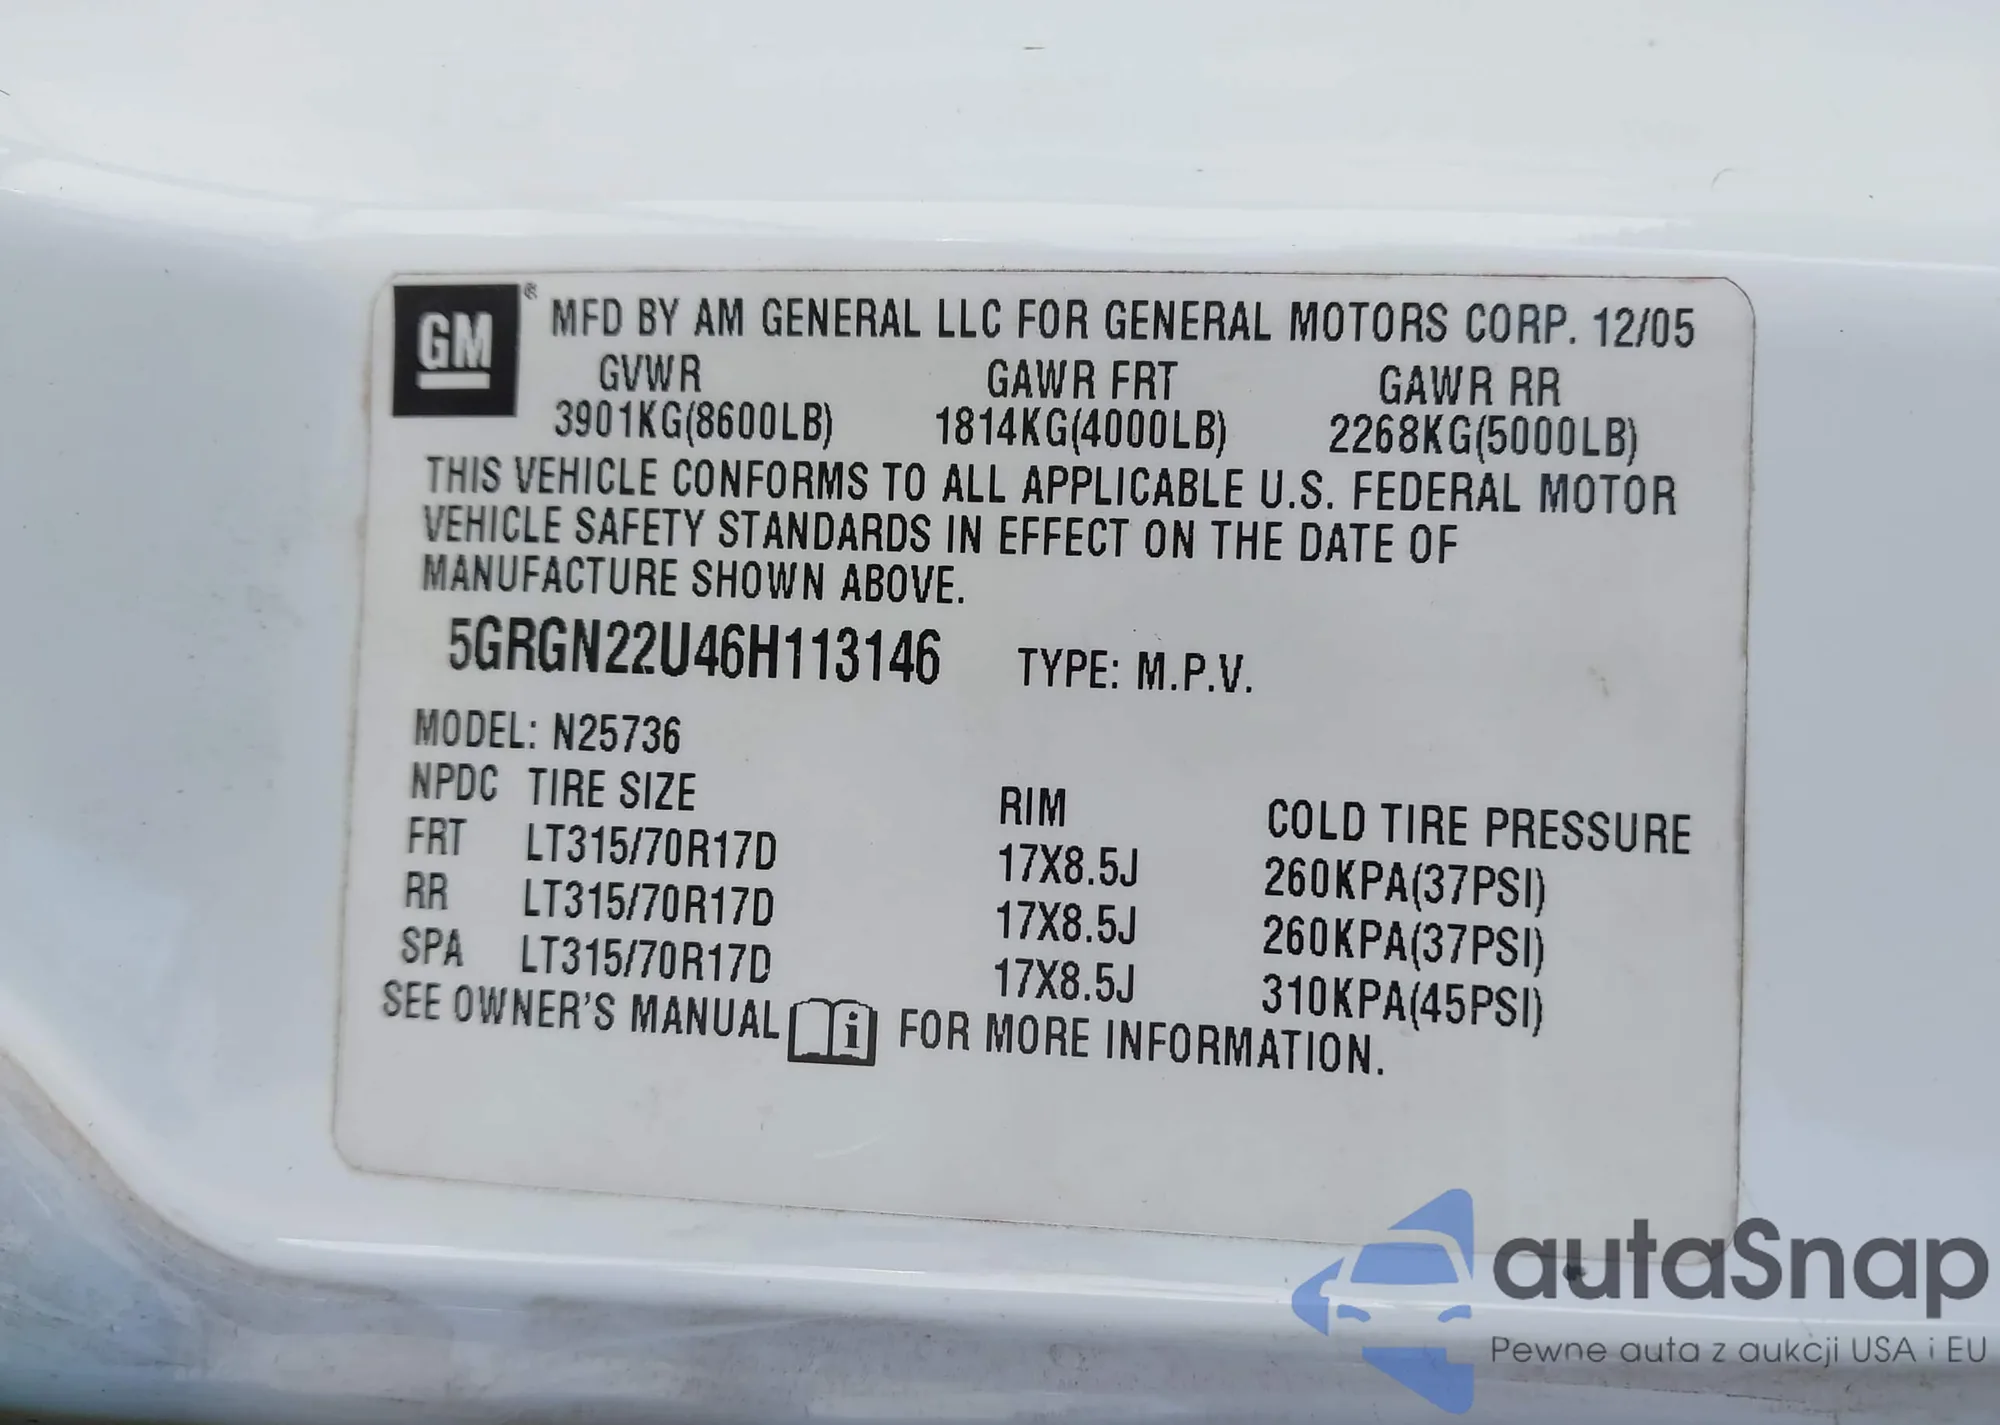 GM® MFD BY AM GENERAL LLC FOR GENERAL MOTORS CORP. 12/05
GVWR GAWR FRT GAWR RR
3901KG(8600LB) 1814KG(4000LB) 2268KG(5000LB)
THIS VEHICLE CONFORMS TO ALL APPLICABLE U.S. FEDERAL MOTOR
VEHICLE SAFETY STANDARDS IN EFFECT ON THE DATE OF
MANUFACTURE SHOWN ABOVE.
5GRGN22U46H113146 TYPE: M.P.V.
MODEL: N25736
NPDC TIRE SIZE RIM COLD TIRE PRESSURE
FRT LT315/70R17D 17X8.5J 260KPA(37PSI)
RR LT315/70R17D 17X8.5J 260KPA(37PSI)
SPA LT315/70R17D 17X8.5J 310KPA(45PSI)
SEE OWNER'S MANUAL i FOR MORE INFORMATION.
autaSnap
Pewne auta z aukcji USA i EU